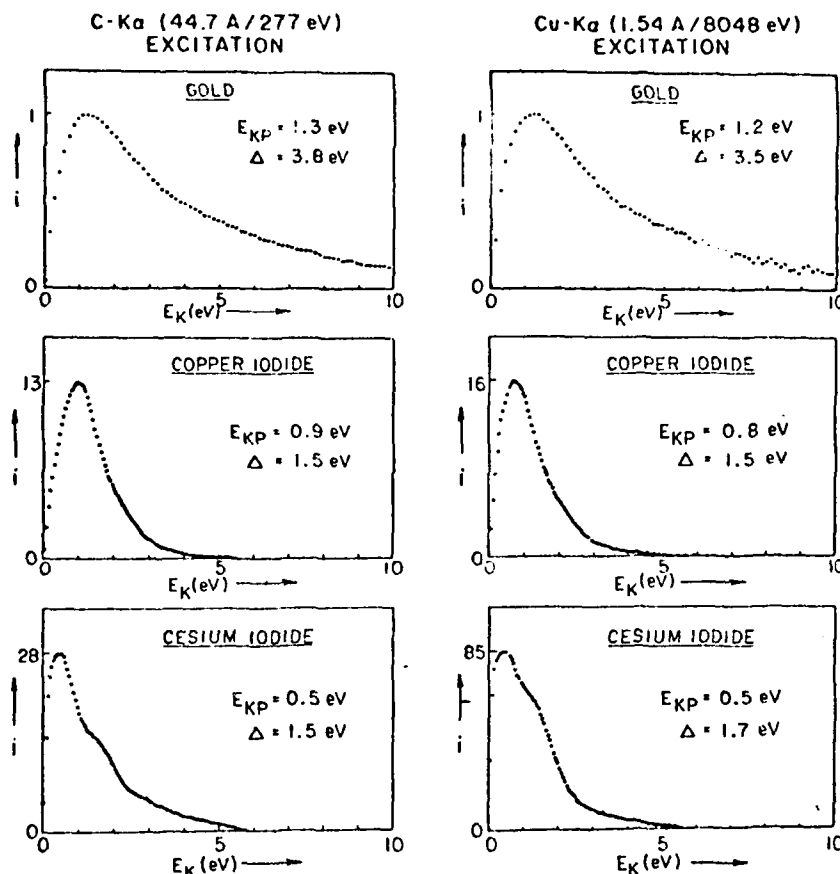 C-Kα (44.7 A/277 eV)
EXCITATION
Cu-Kα (1.54 A/8048 eV)
EXCITATION
GOLD
E_KP = 1.3 eV
Δ = 3.8 eV
1
i
0
0 5 10
E_K(eV)
GOLD
E_KP = 1.2 eV
Δ = 3.5 eV
1
i
0
0 5 10
E_K(eV)
COPPER IODIDE
E_KP = 0.9 eV
Δ = 1.5 eV
13
i
0
0 5 10
E_K(eV)
COPPER IODIDE
E_KP = 0.8 eV
Δ = 1.5 eV
16
i
0
0 5 10
E_K(eV)
CESIUM IODIDE
E_KP = 0.5 eV
Δ = 1.5 eV
28
i
0
0 5 10
E_K(eV)
CESIUM IODIDE
E_KP = 0.5 eV
Δ = 1.7 eV
85
i
0
0 5 10
E_K(eV)